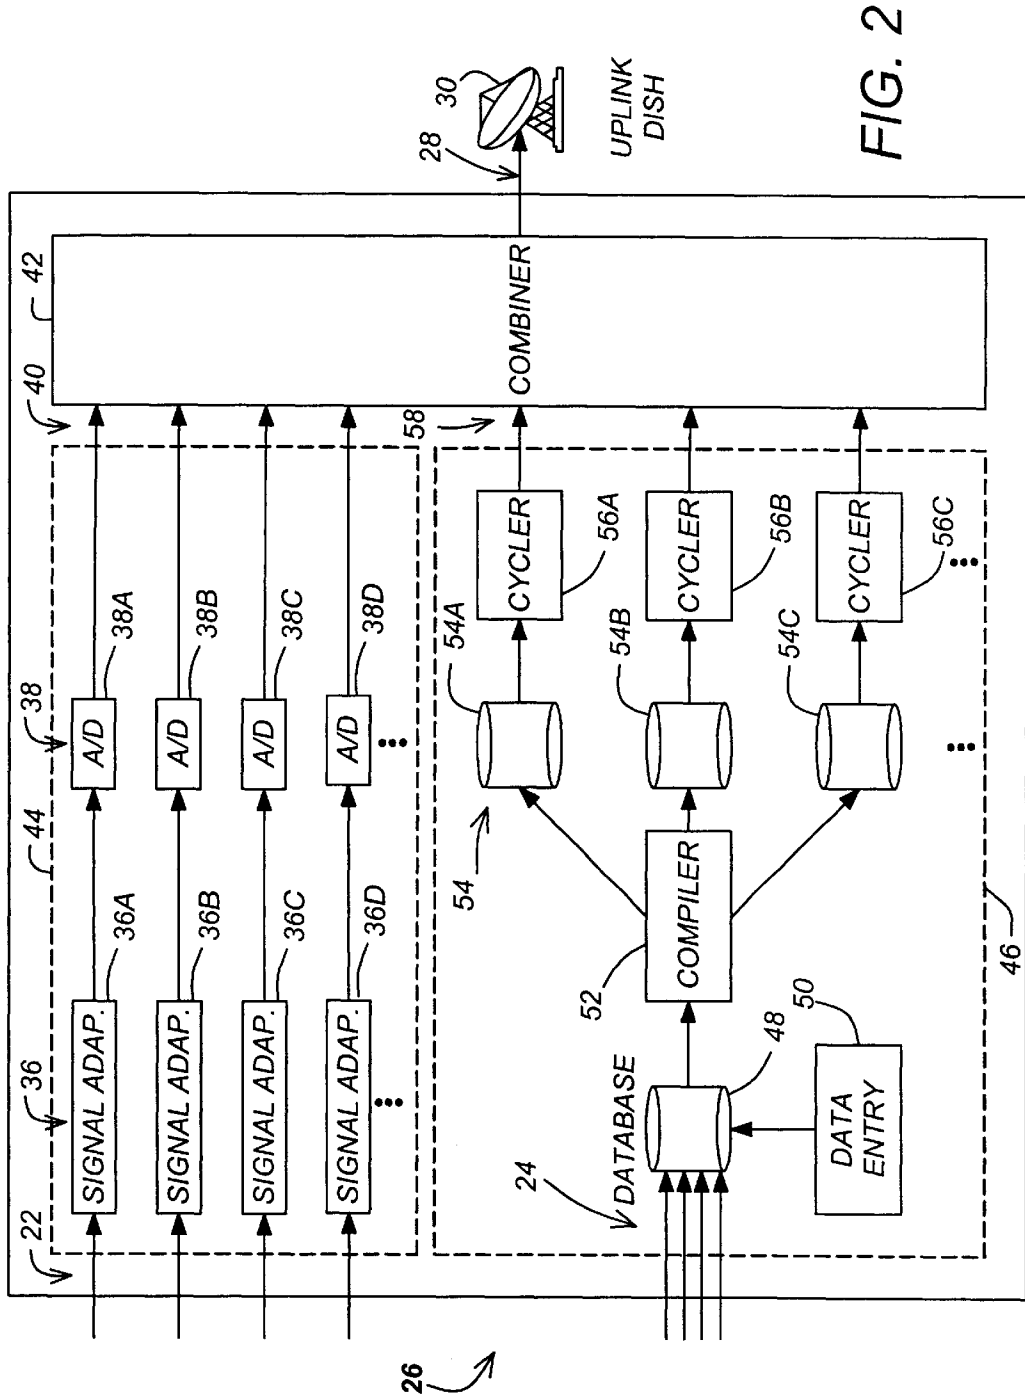 22
36
44
38
40
42
SIGNAL ADAP.
36A
A/D
38A
SIGNAL ADAP.
36B
A/D
38B
SIGNAL ADAP.
36C
A/D
38C
SIGNAL ADAP.
36D
A/D
38D
28
30
UPLINK
DISH
COMBINER
58
26
24
DATABASE
48
DATA
ENTRY
50
52
COMPILER
54
54A
CYCLER
56A
54B
CYCLER
56B
54C
CYCLER
56C
46
FIG. 2